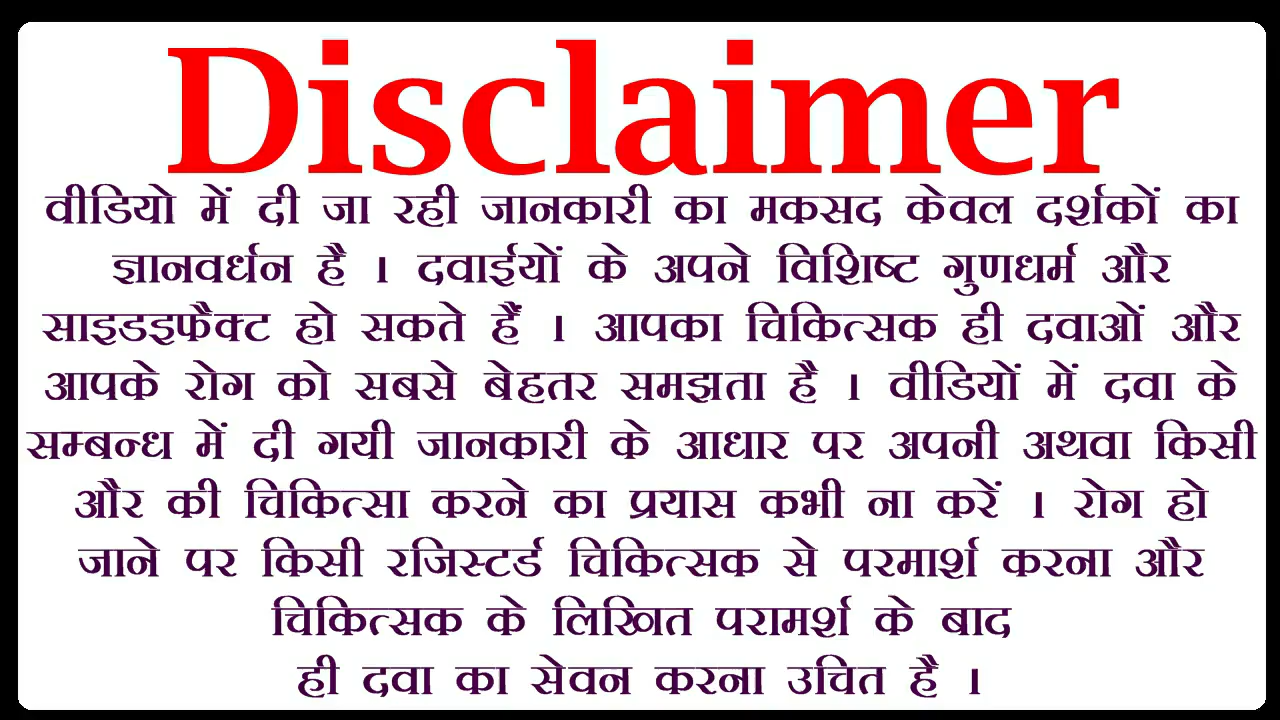 Disclaimer
वीडियो में दी जा रही जानकारी का मकसद केवल दर्शकों का
ज्ञानवर्धन है । दवाईयों के अपने विशिष्ट गुणधर्म और
साइडइफैक्ट हो सकते हैं । आपका चिकित्सक ही दवाओं और
आपके रोग को सबसे बेहतर समझता है । वीडियों में दवा के
सम्बन्ध में दी गयी जानकारी के आधार पर अपनी अथवा किसी
और की चिकित्सा करने का प्रयास कभी ना करें । रोग हो
जाने पर किसी रजिस्टर्ड चिकित्सक से परमार्श करना और
चिकित्सक के लिखित परामर्श के बाद
ही दवा का सेवन करना उचित है ।